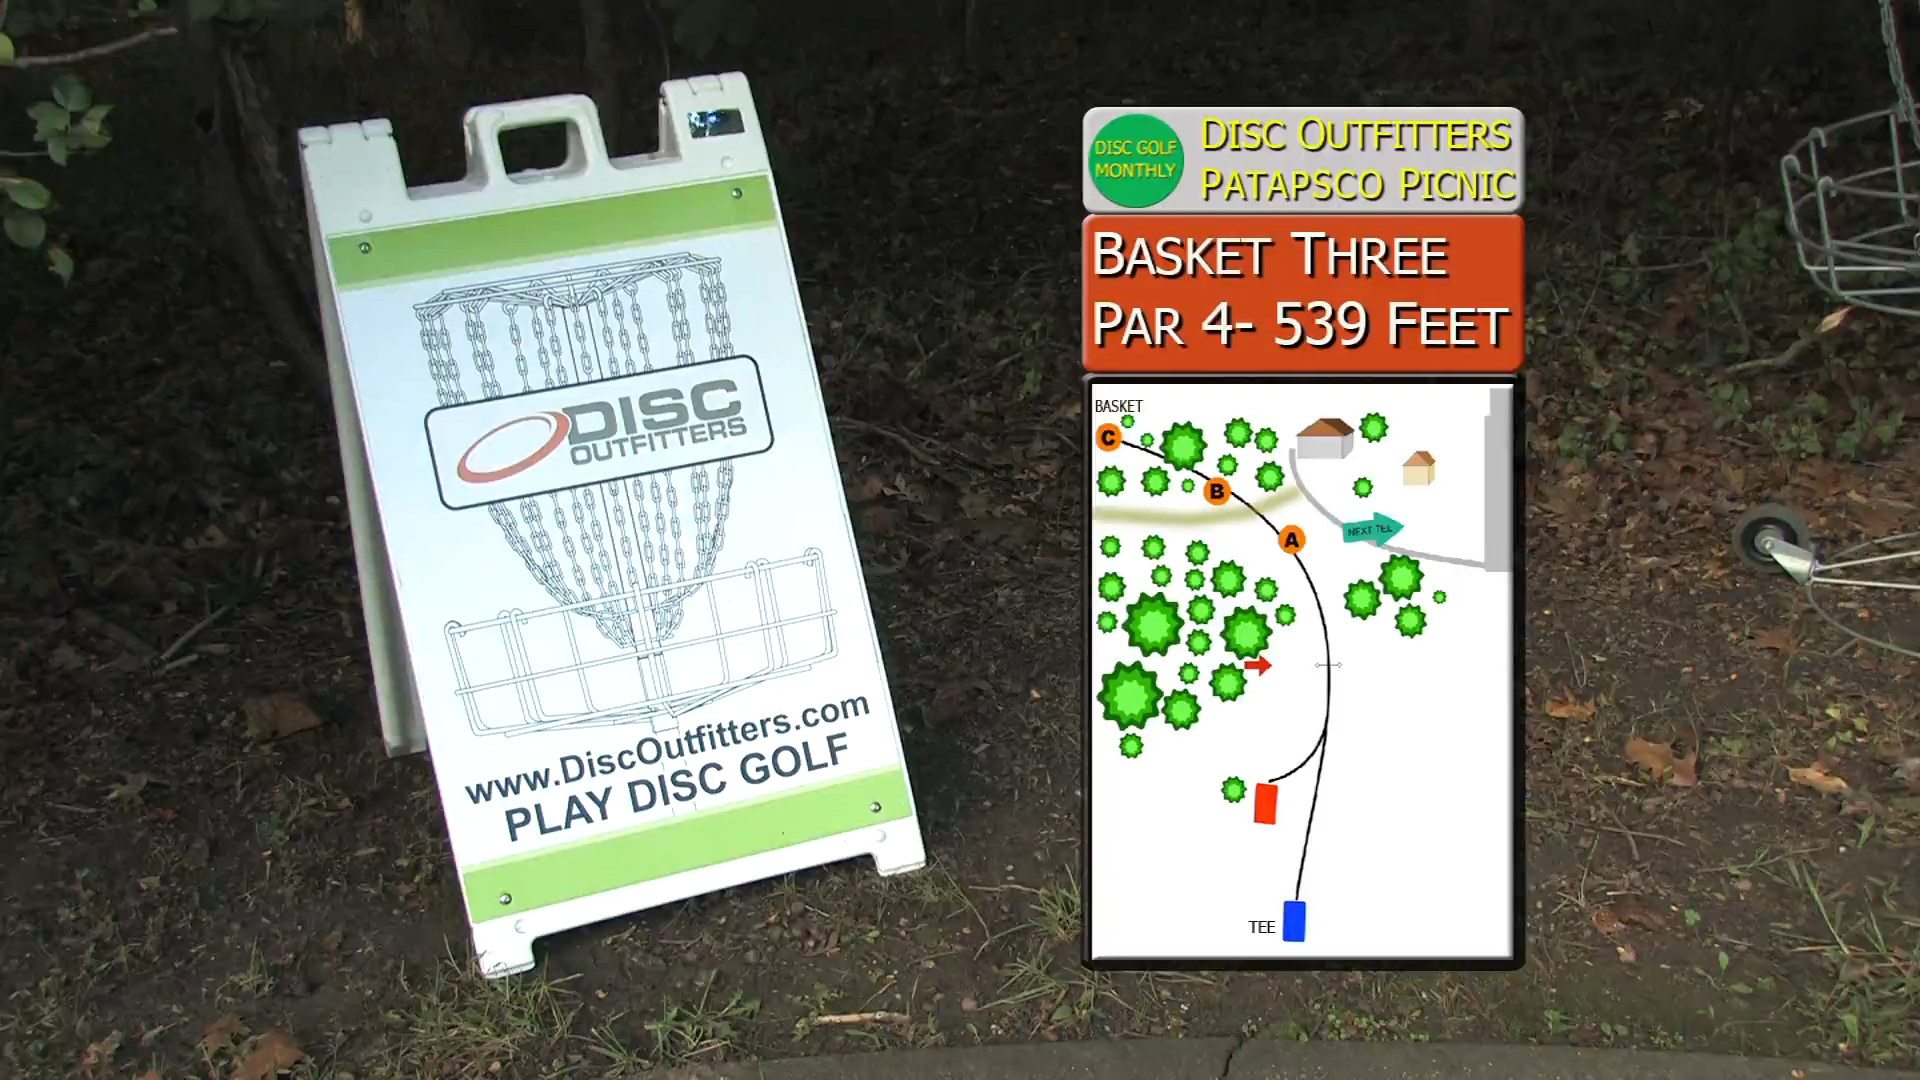 DISC
OUTFITTERS
www.DiscOutfitters.com
PLAY DISC GOLF
DISC GOLF
MONTHLY
DISC OUTFITTERS
PATAPSCO PICNIC
BASKET THREE
PAR 4- 539 FEET
BASKET
C
B
A
NEXT TEE
TEE